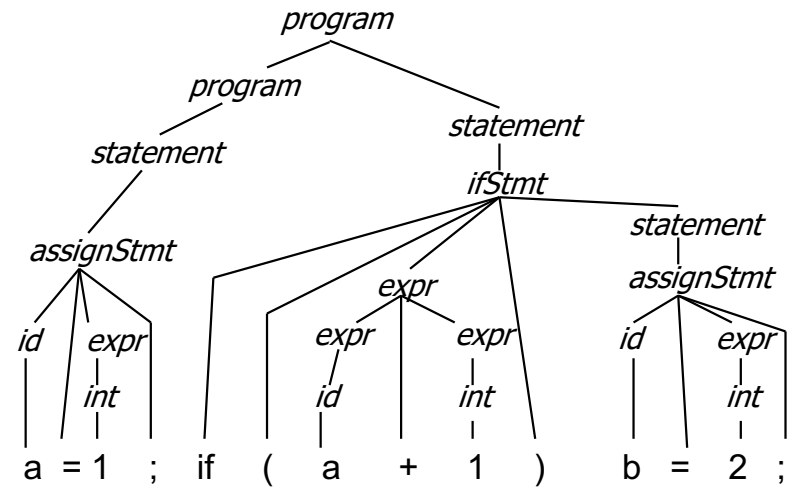 program
program
statement
statement
ifStmt
statement
assignStmt
assignStmt
expr
id expr expr expr id expr
int id int int
a = 1 ; if ( a + 1 ) b = 2 ;